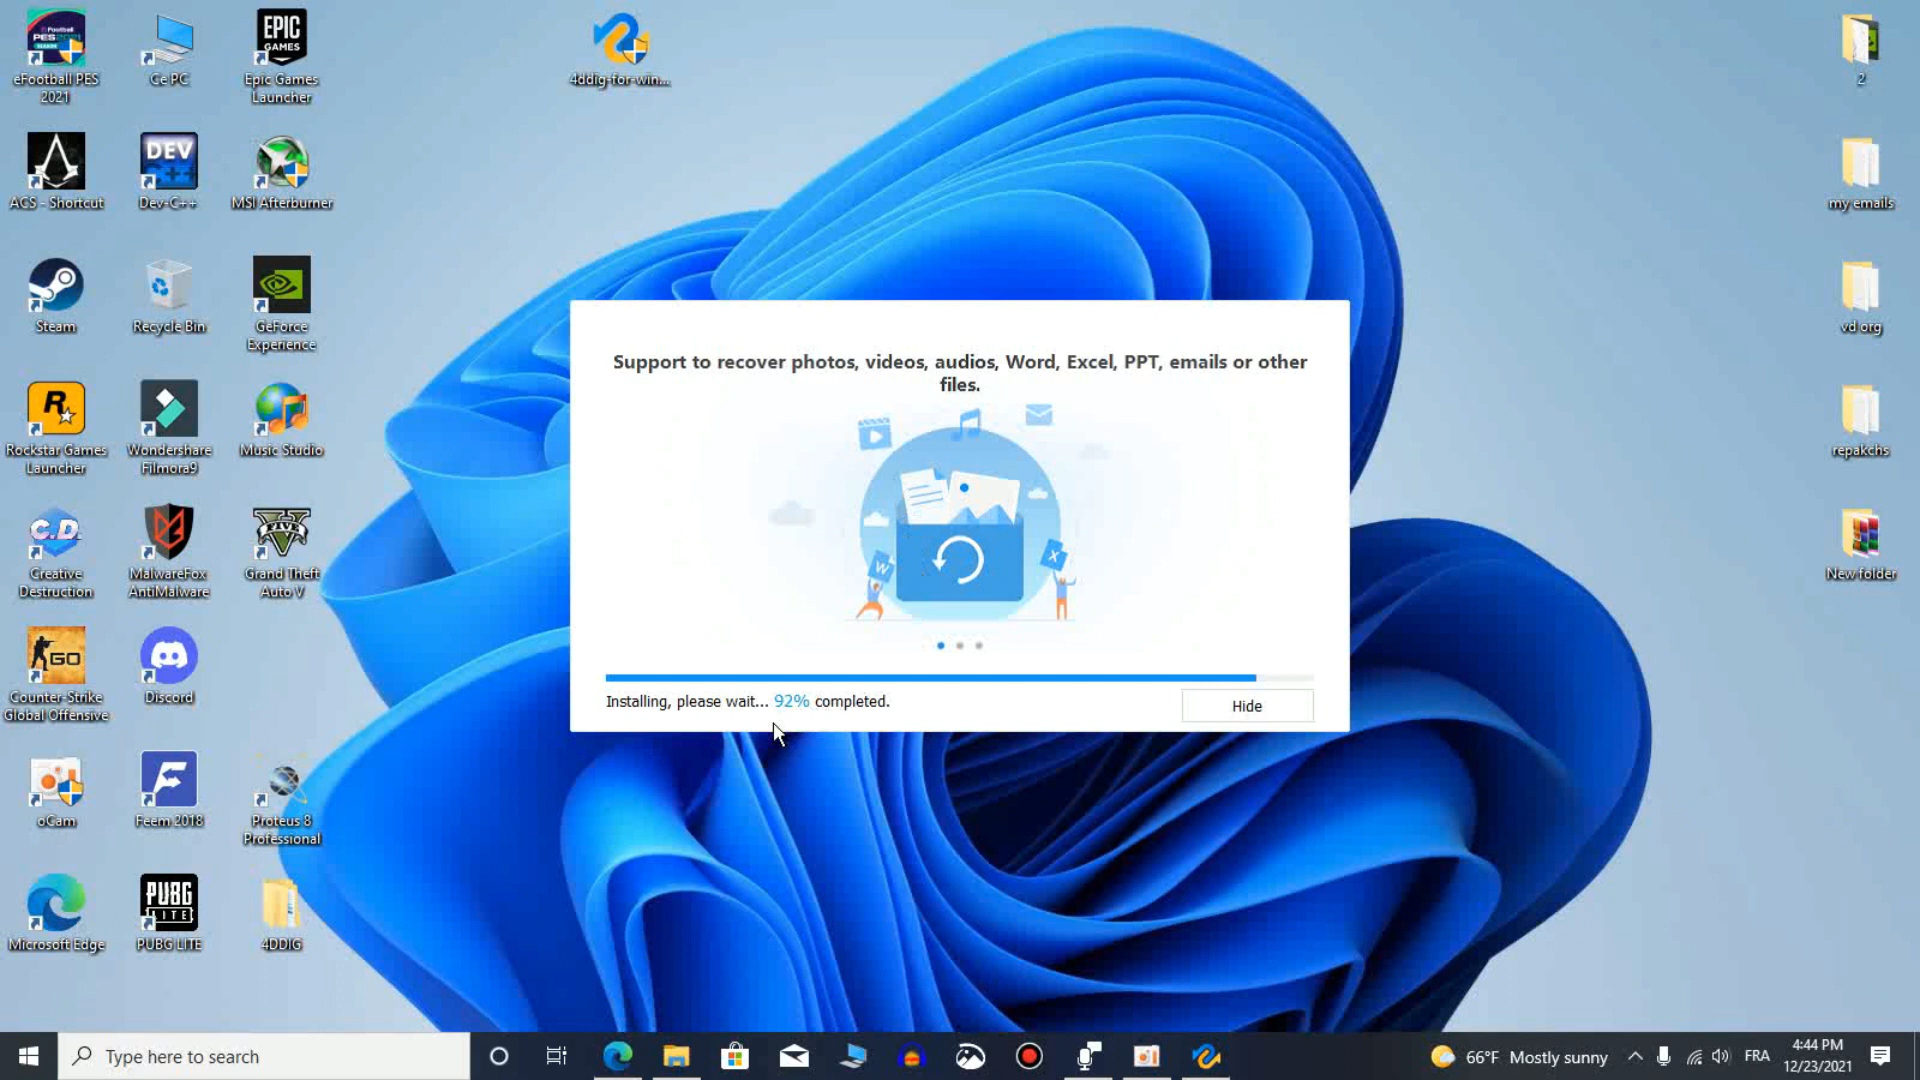 eFootball PES
2021
Ce PC
EPIC
GAMES
Epic Games
Launcher
4ddig-for-win...
2
ACS - Shortcut
DEV
C++
Dev-C++
MSI Afterburner
my emails
Steam
Recycle Bin
GeForce
Experience
vd org
Rockstar Games
Launcher
Wondershare
Filmora9
Music Studio
repakchs
C.D.
Creative
Destruction
MalwareFox
AntiMalware
FIVE
Grand Theft
Auto V
New folder
GO
Counter-Strike
Global Offensive
Discord
oCam
Feem 2018
Proteus 8
Professional
Microsoft Edge
PUBG
LITE
PUBG LITE
4DDIG
Support to recover photos, videos, audios, Word, Excel, PPT, emails or other
files.
W
X
Installing, please wait... 92% completed.
Hide
Type here to search
66°F Mostly sunny
FRA
4:44 PM
12/23/2021